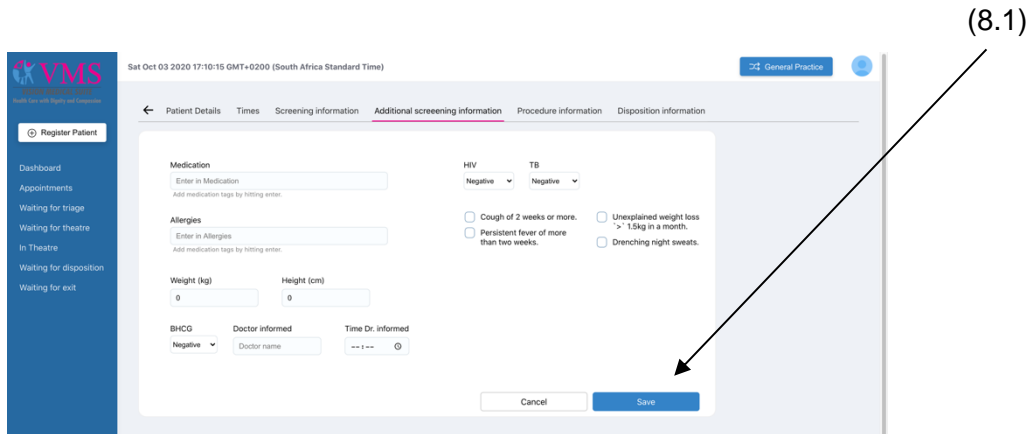 (8.1)
VMS
Health Care with Dignity and Compassion
Sat Oct 03 2020 17:10:15 GMT+0200 (South Africa Standard Time)
General Practice
Register Patient
Dashboard
Appointments
Waiting for triage
Waiting for theatre
In Theatre
Waiting for disposition
Waiting for exit
Patient Details Times Screening information Additional screeening information Procedure information Disposition information
Medication
Enter in Medication
Add medication tags by hitting enter.
Allergies
Enter in Allergies
Add medication tags by hitting enter.
Weight (kg) Height (cm)
0 0
BHCG Doctor informed Time Dr. informed
Negative Doctor name --:--
HIV TB
Negative Negative
Cough of 2 weeks or more.
Persistent fever of more
than two weeks.
Unexplained weight loss
`>` 1.5kg in a month.
Drenching night sweats.
Cancel Save